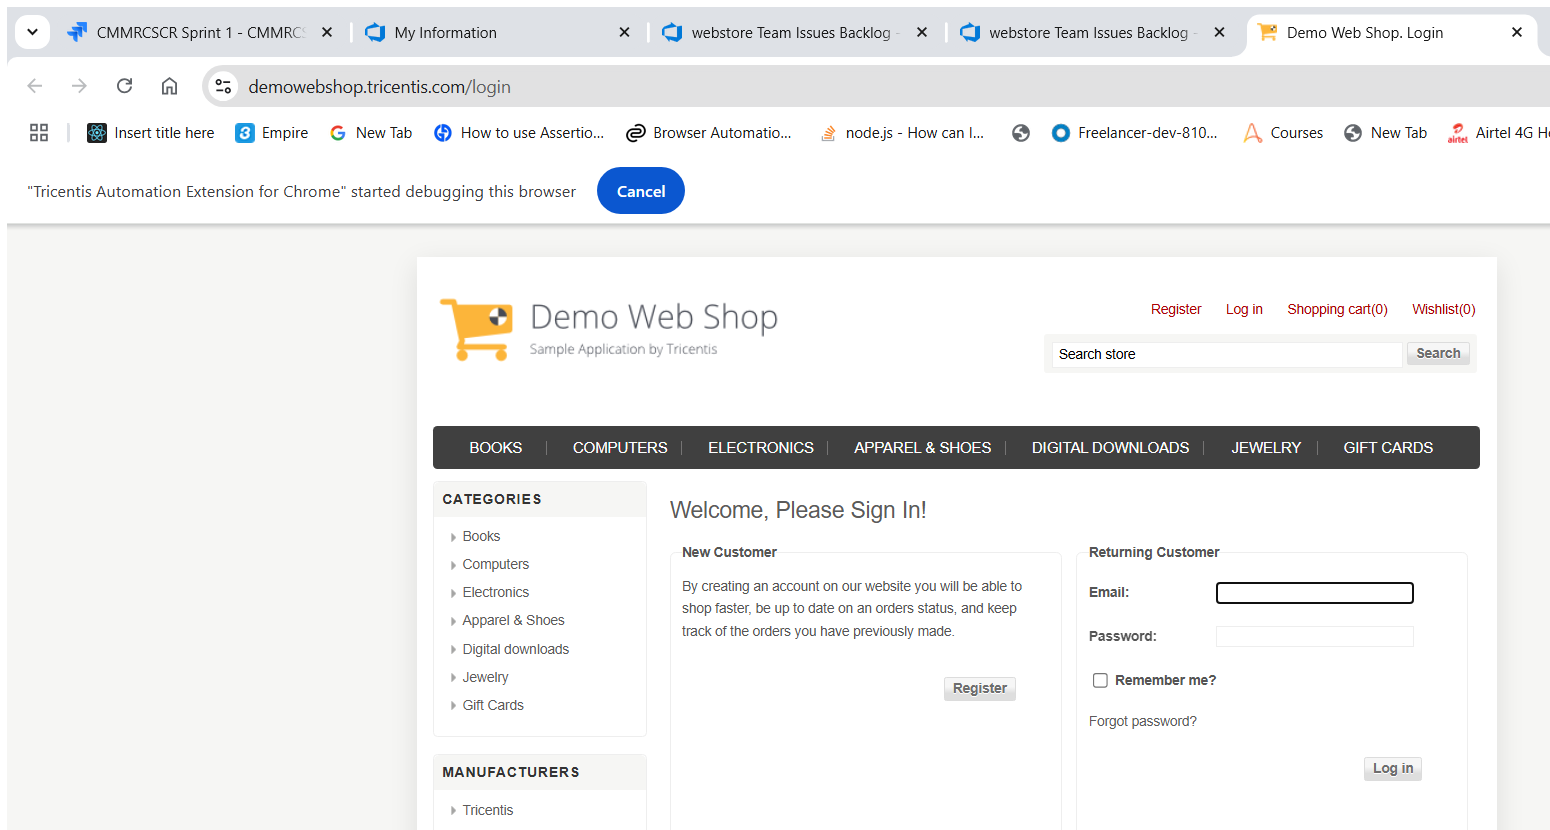 CMMRCSCR Sprint 1 - CMMRCS
My Information
webstore Team Issues Backlog -
webstore Team Issues Backlog -
Demo Web Shop. Login
demowebshop.tricentis.com/login
Insert title here
Empire
New Tab
How to use Assertio...
Browser Automatio...
node.js - How can I...
Freelancer-dev-810...
Courses
New Tab
airtel
Airtel 4G Ho
"Tricentis Automation Extension for Chrome" started debugging this browser
Cancel
Demo Web Shop
Sample Application by Tricentis
Register
Log in
Shopping cart(0)
Wishlist(0)
Search store
Search
BOOKS
COMPUTERS
ELECTRONICS
APPAREL & SHOES
DIGITAL DOWNLOADS
JEWELRY
GIFT CARDS
CATEGORIES
Books
Computers
Electronics
Apparel & Shoes
Digital downloads
Jewelry
Gift Cards
MANUFACTURERS
Tricentis
Welcome, Please Sign In!
New Customer
By creating an account on our website you will be able to
shop faster, be up to date on an orders status, and keep
track of the orders you have previously made.
Register
Returning Customer
Email:
Password:
Remember me?
Forgot password?
Log in